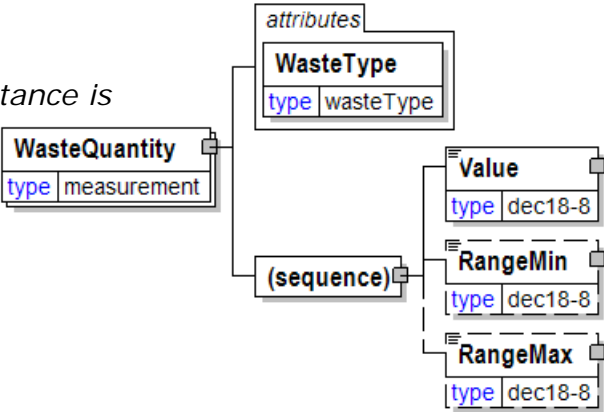 attributes
WasteType
type wasteType
tance is
WasteQuantity
type measurement
Value
type dec18-8
(sequence)
RangeMin
type dec18-8
RangeMax
type dec18-8